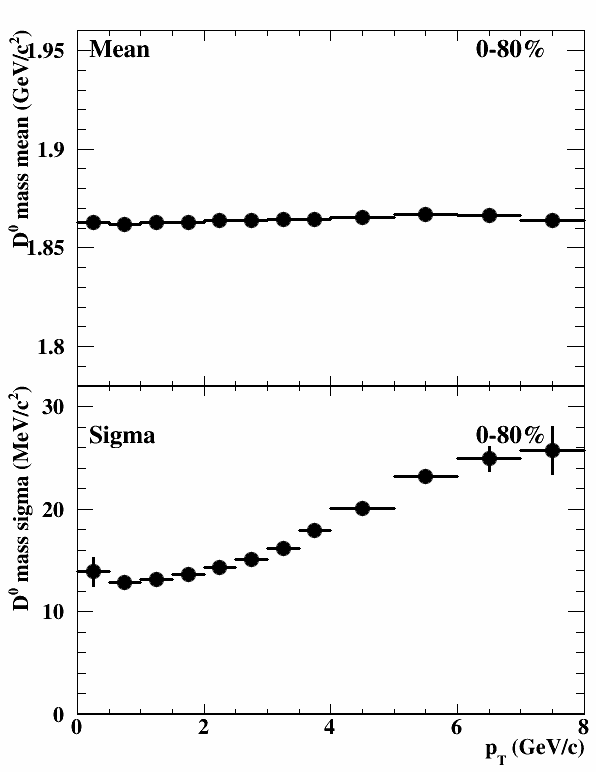 Mean
0-80%
D⁰ mass mean (GeV/c²)
1.95
1.9
1.85
1.8
Sigma
0-80%
D⁰ mass sigma (MeV/c²)
30
20
10
0
0 2 4 6 8
p_T (GeV/c)